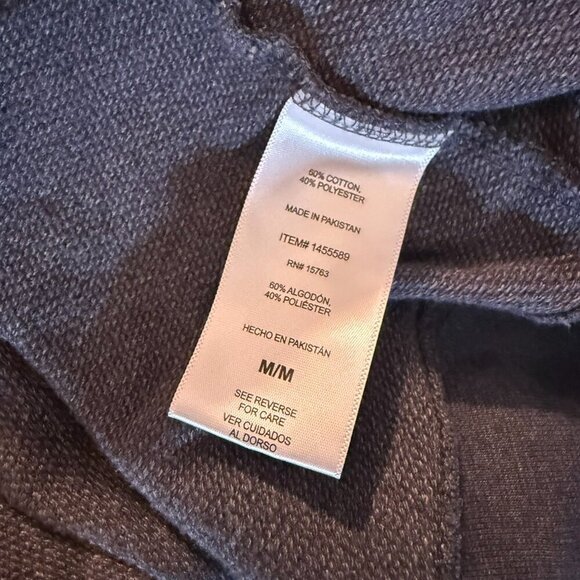 60% COTTON,
40% POLYESTER
MADE IN PAKISTAN
ITEM# 1455589
RN# 15763
60% ALGODÓN,
40% POLIÉSTER
HECHO EN PAKISTÁN
M/M
SEE REVERSE
FOR CARE
VER CUIDADOS
AL DORSO